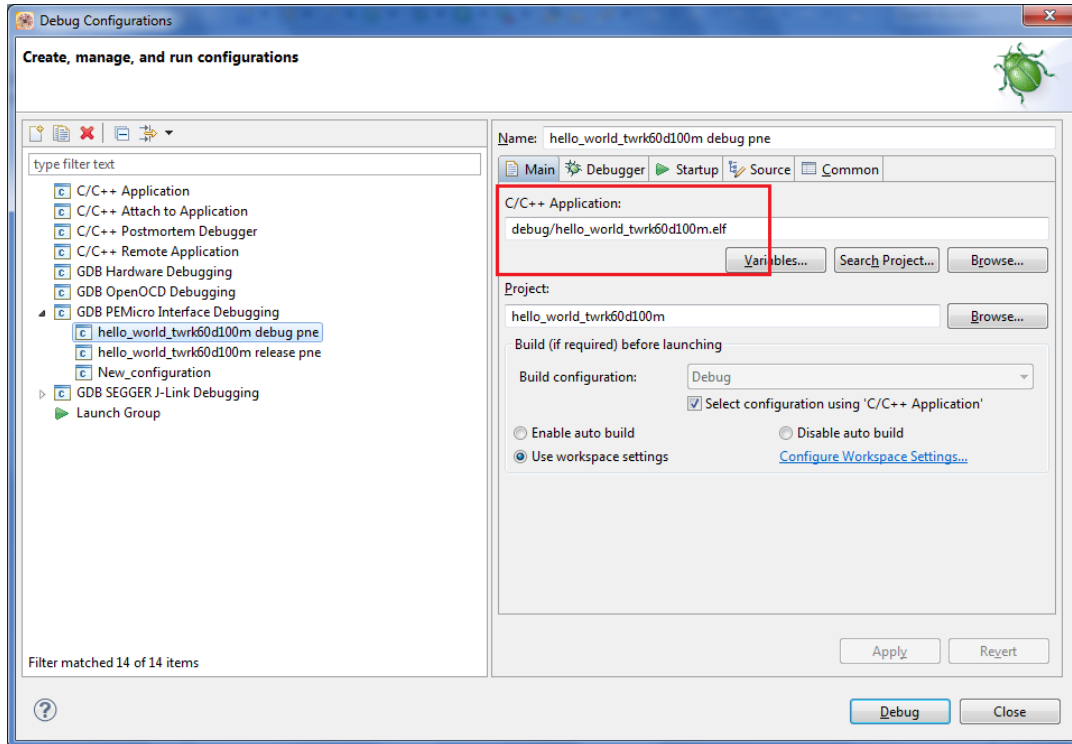 Debug Configurations
Create, manage, and run configurations
type filter text
C/C++ Application
C/C++ Attach to Application
C/C++ Postmortem Debugger
C/C++ Remote Application
GDB Hardware Debugging
GDB OpenOCD Debugging
GDB PEMicro Interface Debugging
hello_world_twrk60d100m debug pne
hello_world_twrk60d100m release pne
New_configuration
GDB SEGGER J-Link Debugging
Launch Group
Filter matched 14 of 14 items
Name: hello_world_twrk60d100m debug pne
Main Debugger Startup Source Common
C/C++ Application:
debug/hello_world_twrk60d100m.elf
Variables... Search Project... Browse...
Project:
hello_world_twrk60d100m Browse...
Build (if required) before launching
Build configuration: Debug
Select configuration using 'C/C++ Application'
Enable auto build Disable auto build
Use workspace settings Configure Workspace Settings...
Apply Revert
Debug Close